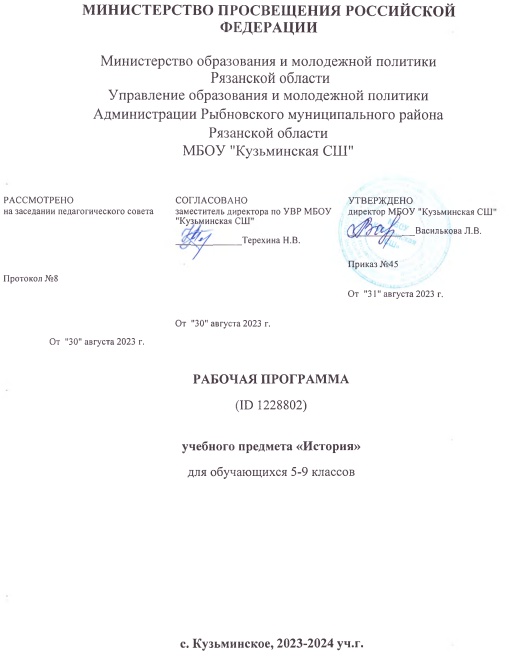 МИНИСТЕРСТВО ПРОСВЕЩЕНИЯ РОССИЙСКОЙ
ФЕДЕРАЦИИ
Министерство образования и молодежной политики
Рязанской области
Управление образования и молодежной политики
Администрации Рыбновского муниципального района
Рязанской области
МБОУ "Кузьминская СШ"
РАССМОТРЕНО
на заседании педагогического совета
Протокол №8
От "30" августа 2023 г.
СОГЛАСОВАНО
заместитель директора по УВР МБОУ
"Кузьминская СШ"
______________Терехина Н.В.
От "30" августа 2023 г.
УТВЕРЖДЕНО
директор МБОУ "Кузьминская СШ"
______________Василькова Л.В.
Приказ №45
От "31" августа 2023 г.
РАБОЧАЯ ПРОГРАММА
(ID 1228802)
учебного предмета «История»
для обучающихся 5-9 классов
с. Кузьминское, 2023-2024 уч.г.